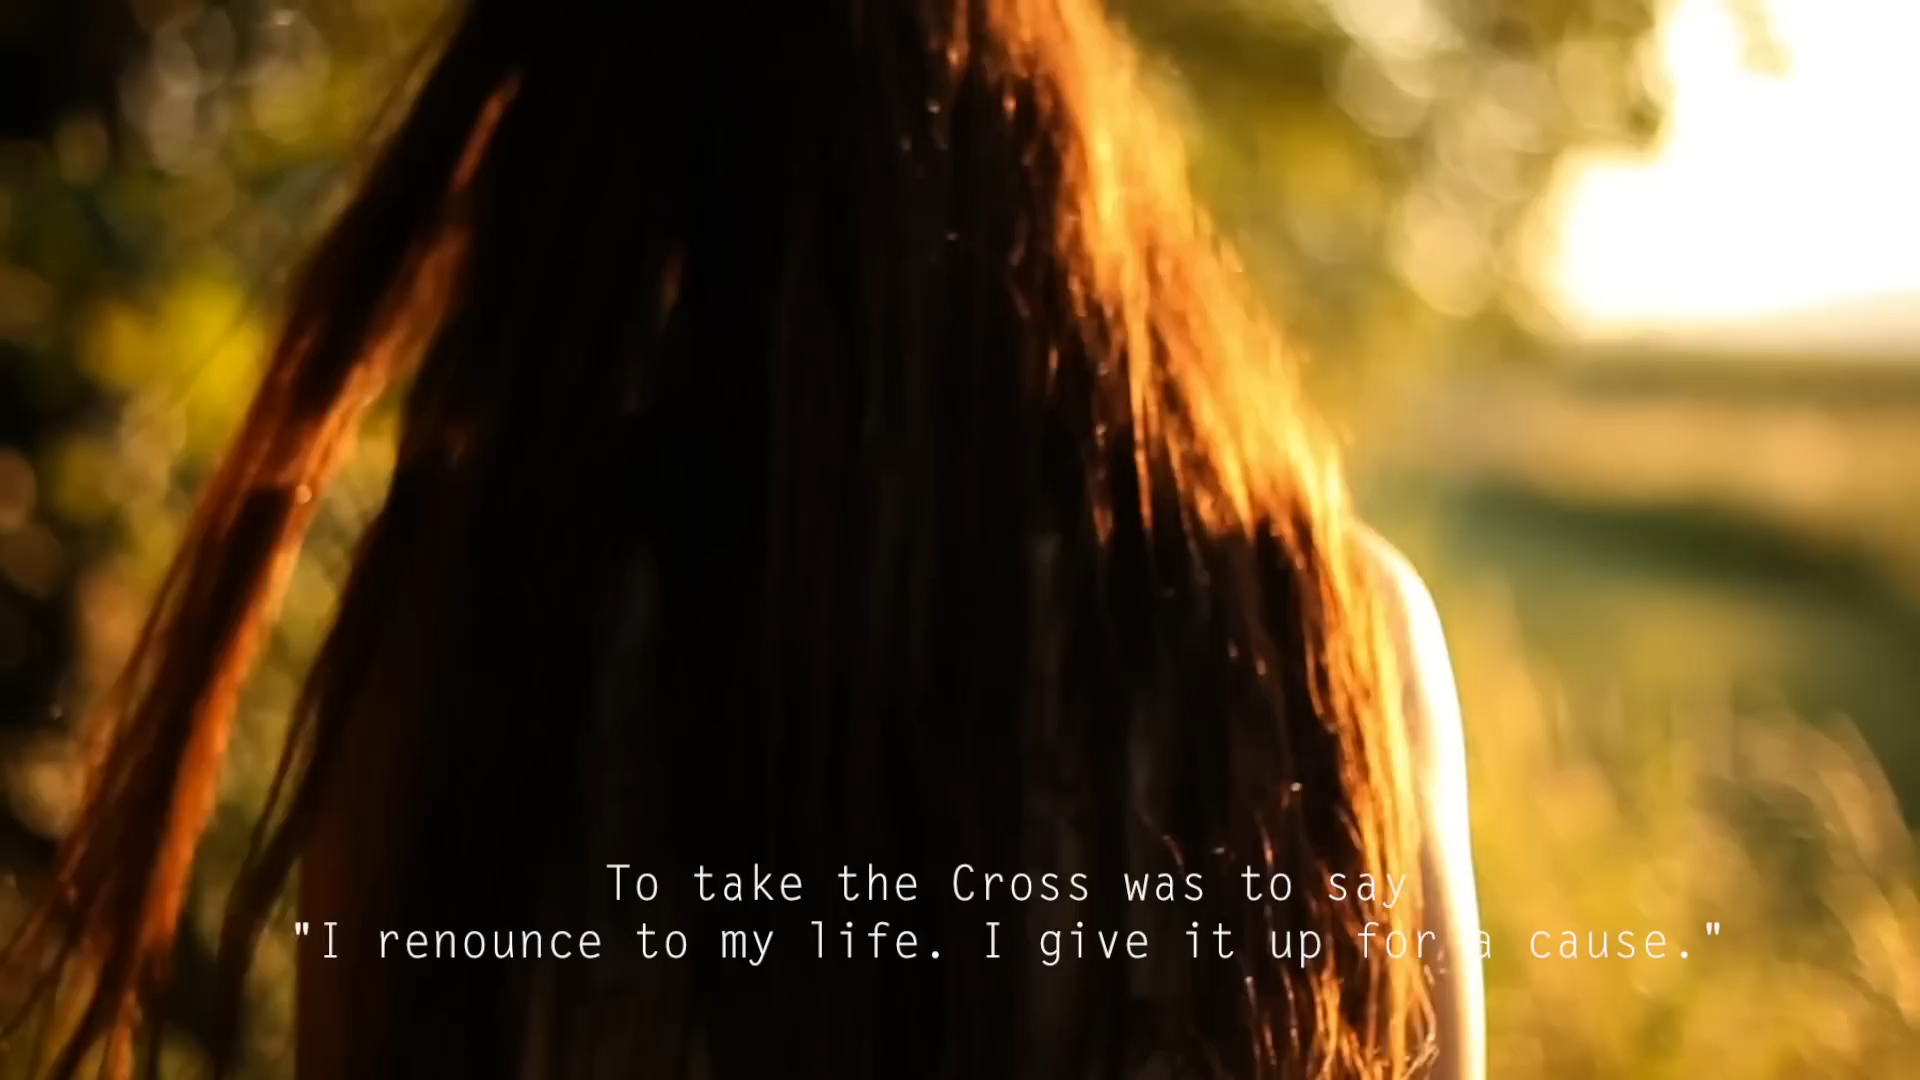 To take the Cross was to say
"I renounce to my life. I give it up for a cause."